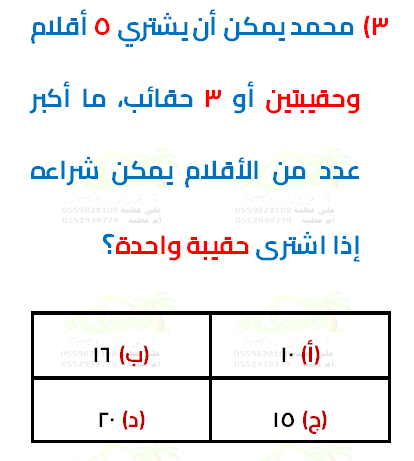 ٣) محمد يمكن أن يشتري ٥ أقلام
وحقيبتين أو ٣ حقائب، ما أكبر
عدد من الأقلام يمكن شراءه
إذا اشترى حقيبة واحدة؟
(أ) ١٠
(ب) ١٦
(ج) ١٥
(د) ٢٠